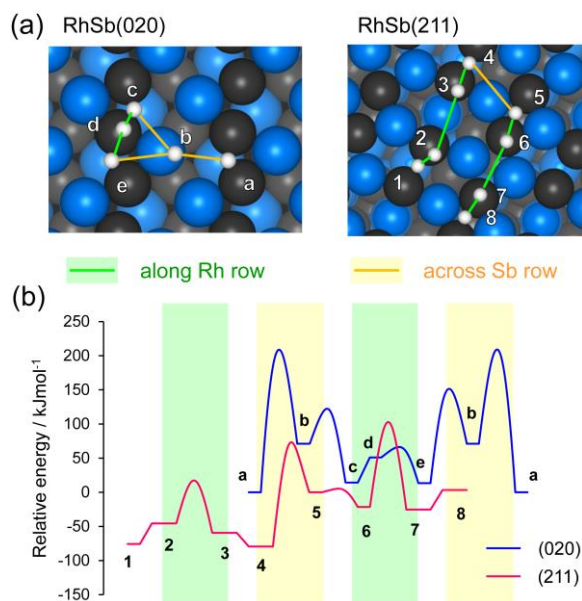 (a)
RhSb(020)
RhSb(211)
c
d
b
e
a
4
3
5
2
6
1
7
8
along Rh row
across Sb row
(b)
Relative energy / kJmol⁻¹
250
200
150
100
50
0
-50
-100
-150
a
b
c
d
e
b
a
1
2
3
4
5
6
7
8
(020)
(211)